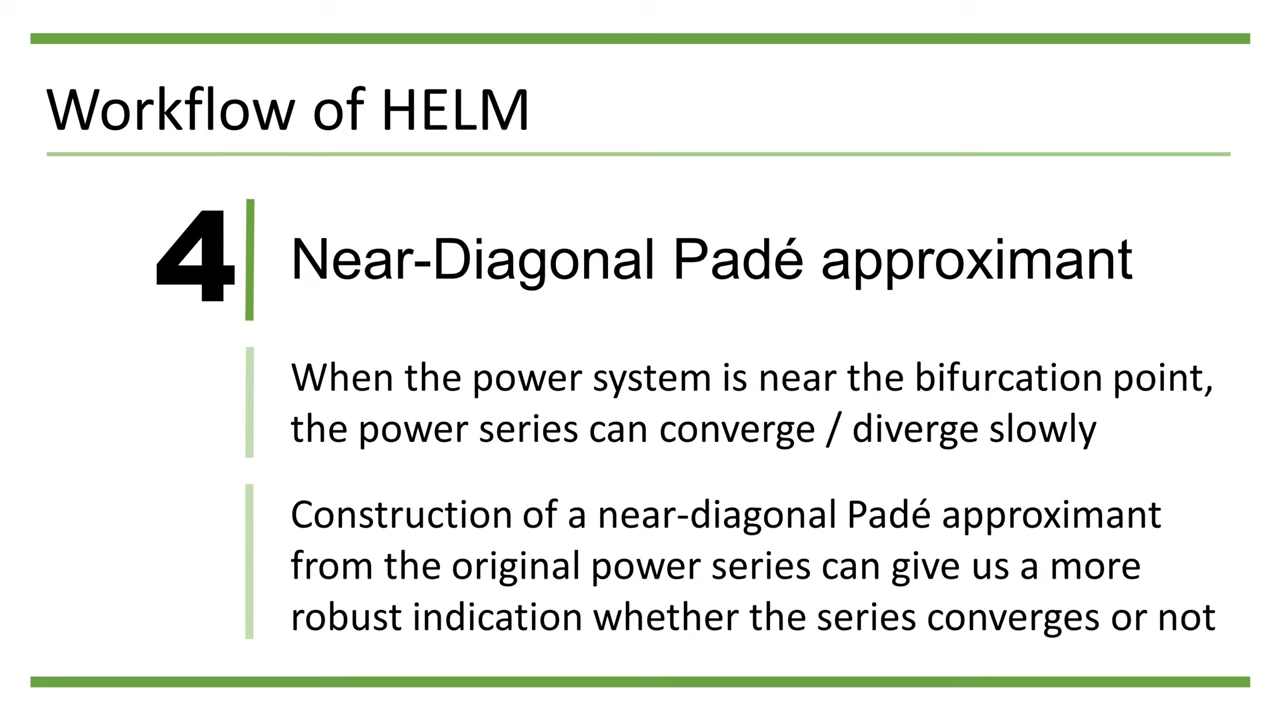 Workflow of HELM
4
Near-Diagonal Padé approximant
When the power system is near the bifurcation point,
the power series can converge / diverge slowly
Construction of a near-diagonal Padé approximant
from the original power series can give us a more
robust indication whether the series converges or not